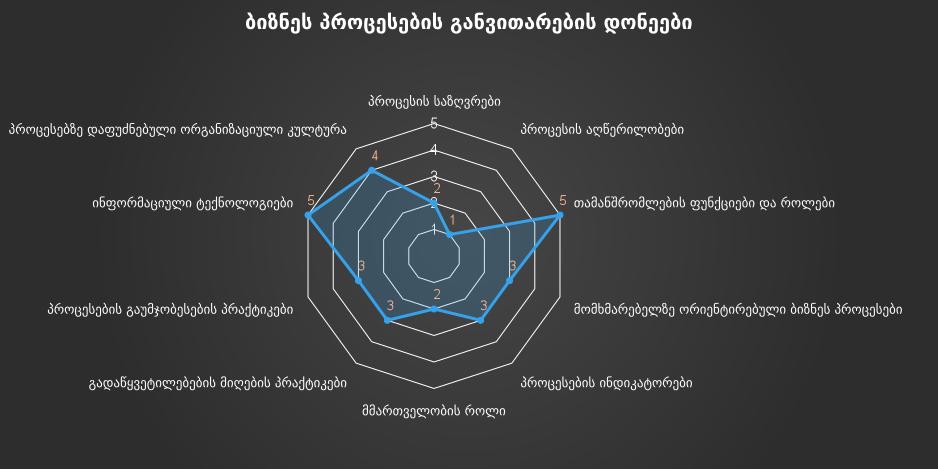 ბიზნეს პროცესების განვითარების დონეები
პროცესის საზღვრები
პროცესებზე დაფუძნებული ორგანიზაციული კულტურა
პროცესის აღწერილობები
ინფორმაციული ტექნოლოგიები
თანამშრომლების ფუნქციები და როლები
პროცესების გაუმჯობესების პრაქტიკები
მომხმარებელზე ორიენტირებული ბიზნეს პროცესები
გადაწყვეტილებების მიღების პრაქტიკები
პროცესების ინდიკატორები
მმართველობის როლი
5
4
3
2
1
2
1
5
3
3
2
3
3
5
4